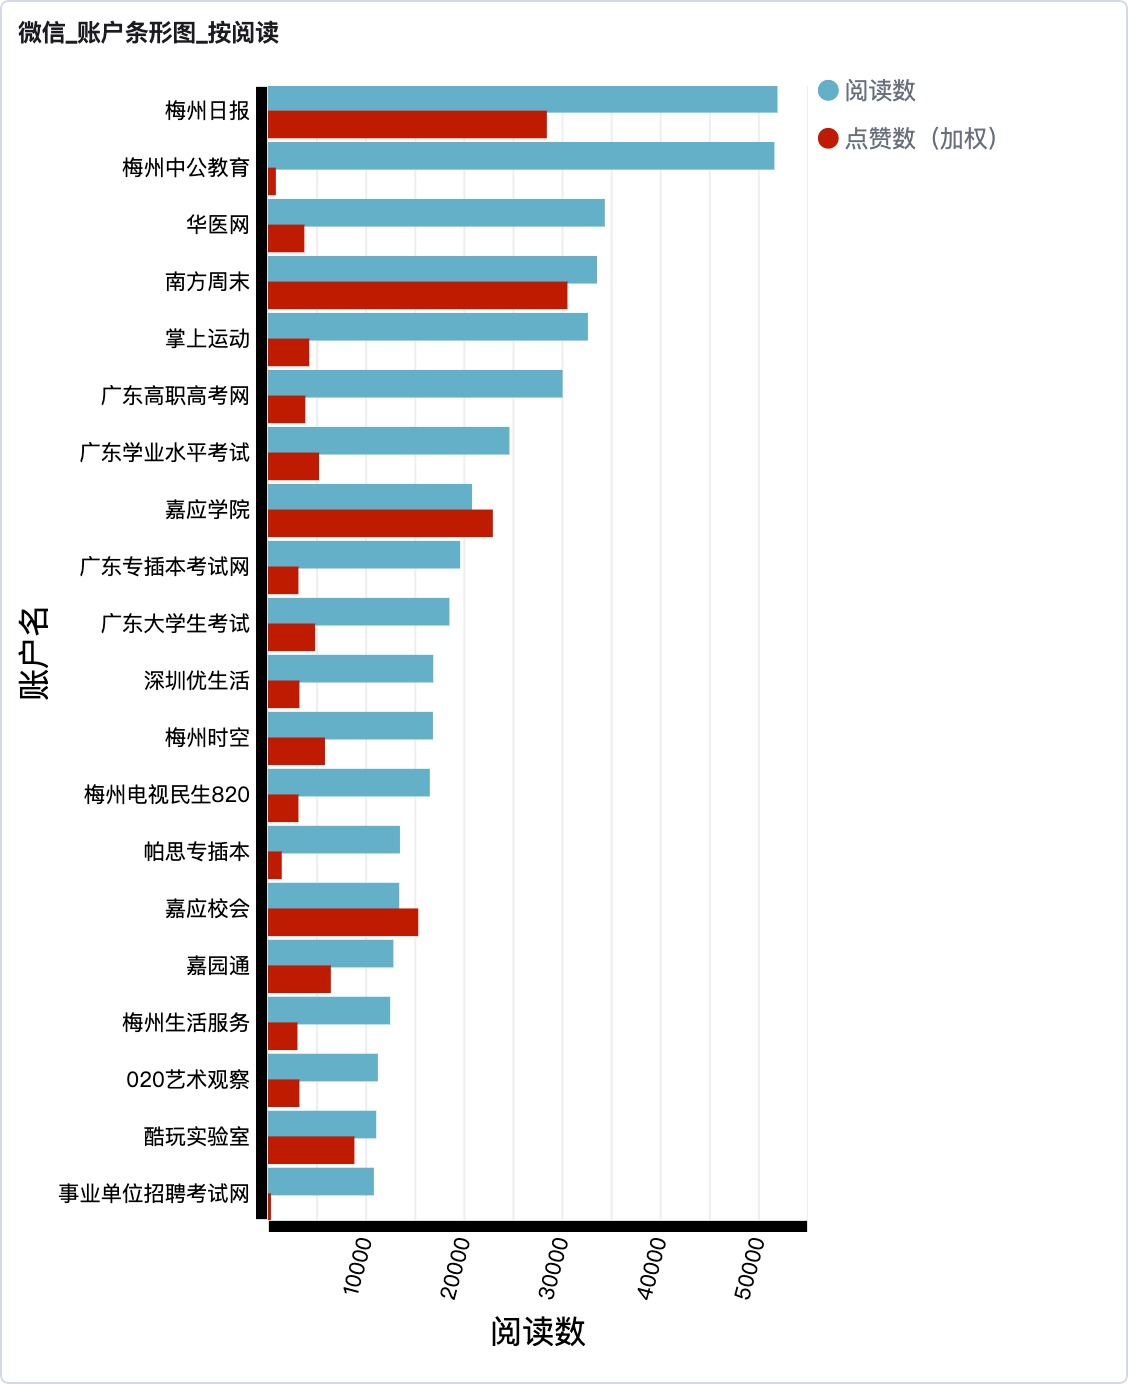 微信_账户条形图_按阅读
阅读数
点赞数（加权）
账户名
梅州日报
梅州中公教育
华医网
南方周末
掌上运动
广东高职高考网
广东学业水平考试
嘉应学院
广东专插本考试网
广东大学生考试
深圳优生活
梅州时空
梅州电视民生820
帕思专插本
嘉应校会
嘉园通
梅州生活服务
020艺术观察
酷玩实验室
事业单位招聘考试网
10000
20000
30000
40000
50000
阅读数